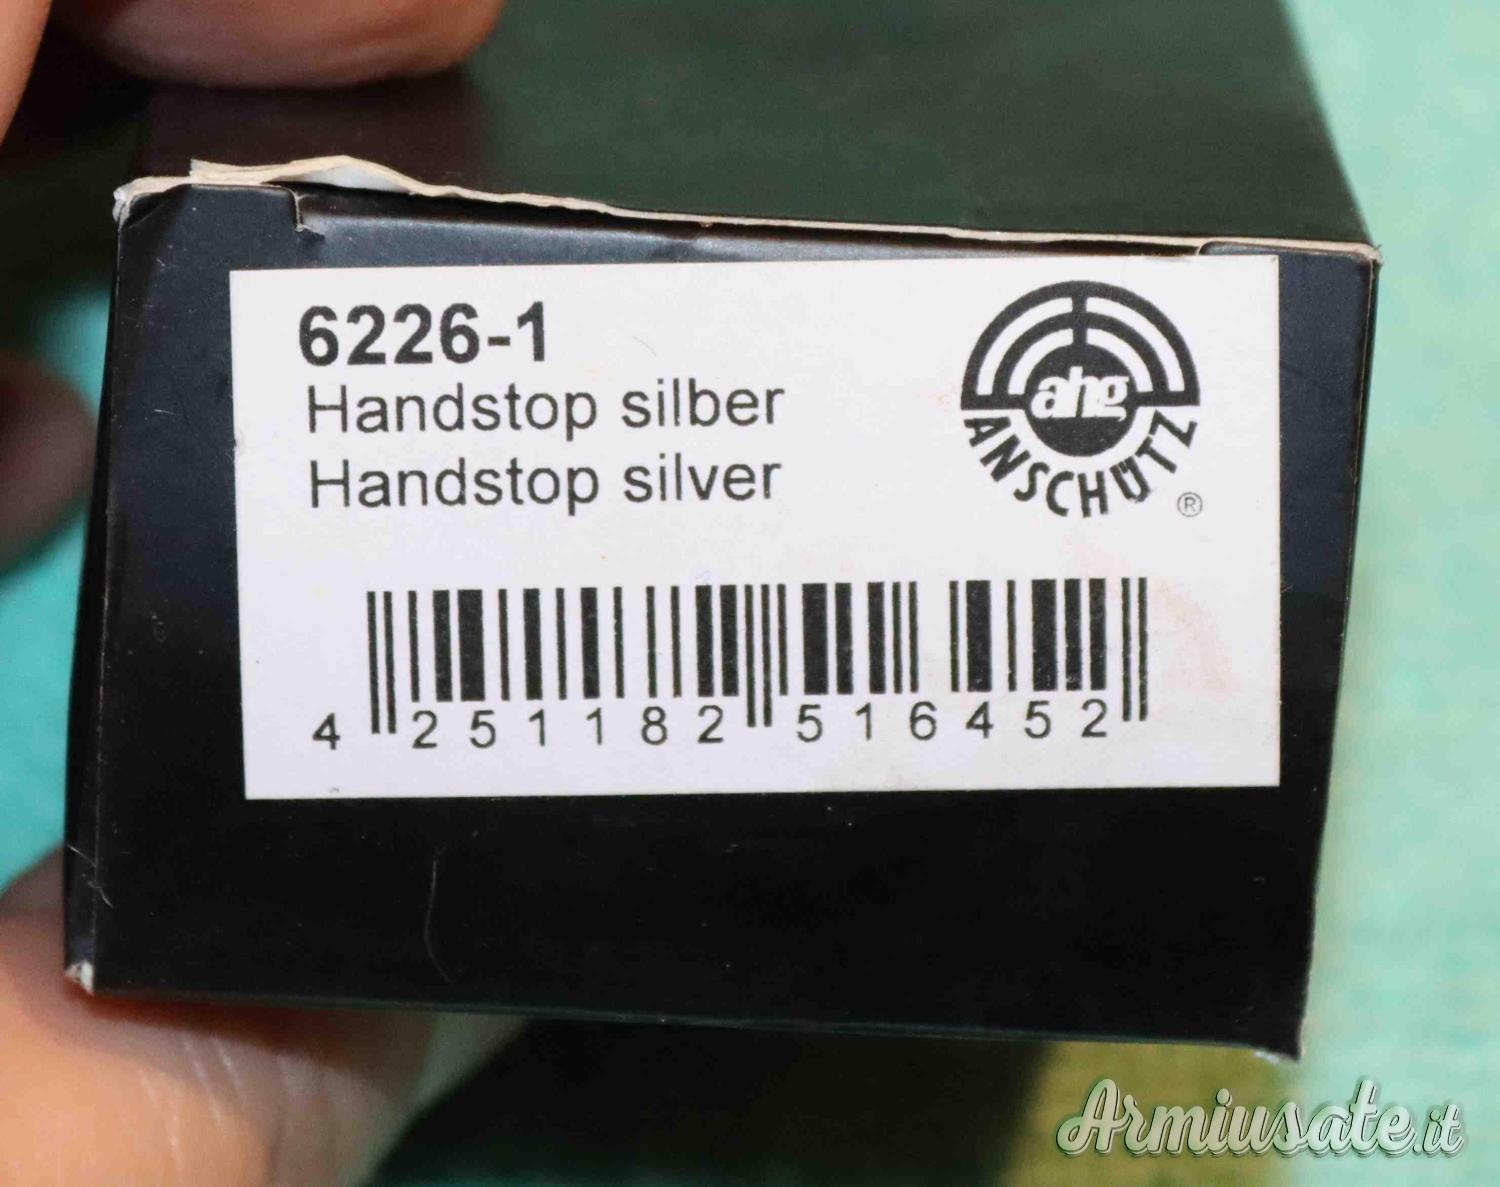 6226-1
Handstop silber
Handstop silver
ahg
ANSCHÜTZ
®
4 251182 516452
Armiusate.it